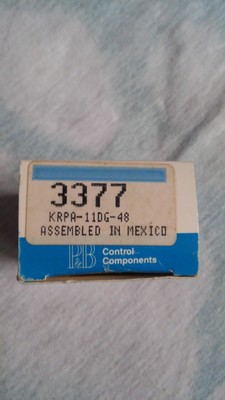 3377
KRPA-11DG-48
ASSEMBLED IN MEXICO
P&B Control
Components